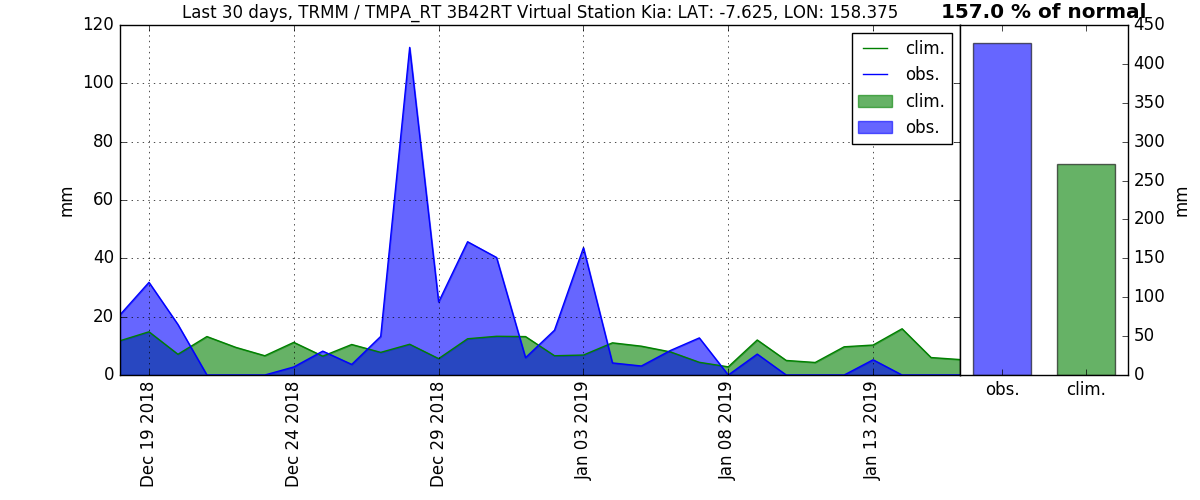 Last 30 days, TRMM / TMPA_RT 3B42RT Virtual Station Kia: LAT: -7.625, LON: 158.375
157.0 % of normal
120
100
80
60
40
20
0
mm
clim.
obs.
clim.
obs.
Dec 19 2018
Dec 24 2018
Dec 29 2018
Jan 03 2019
Jan 08 2019
Jan 13 2019
450
400
350
300
250
200
150
100
50
0
mm
obs.
clim.